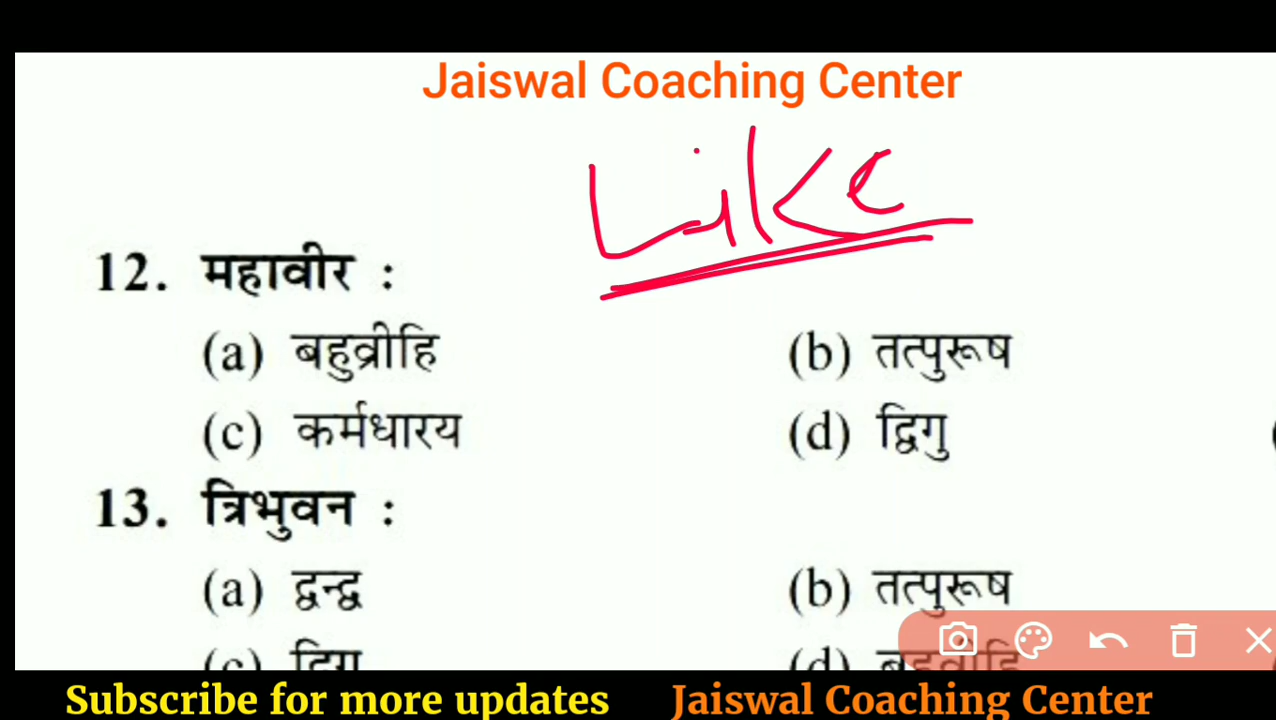 Jaiswal Coaching Center
Like
12. महावीर :
(a) बहुव्रीहि (b) तत्पुरूष
(c) कर्मधारय (d) द्विगु
13. त्रिभुवन :
(a) द्वन्द्व (b) तत्पुरूष
(c) द्विगु (d) बहुव्रीहि
Subscribe for more updates Jaiswal Coaching Center